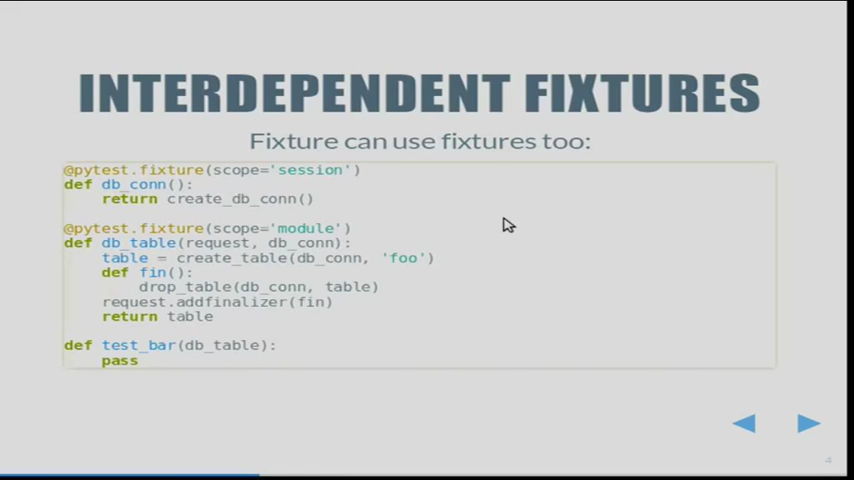 INTERDEPENDENT FIXTURES
Fixture can use fixtures too:
@pytest.fixture(scope='session')
def db_conn():
    return create_db_conn()
@pytest.fixture(scope='module')
def db_table(request, db_conn):
    table = create_table(db_conn, 'foo')
    def fin():
        drop_table(db_conn, table)
    request.addfinalizer(fin)
    return table
def test_bar(db_table):
    pass
4